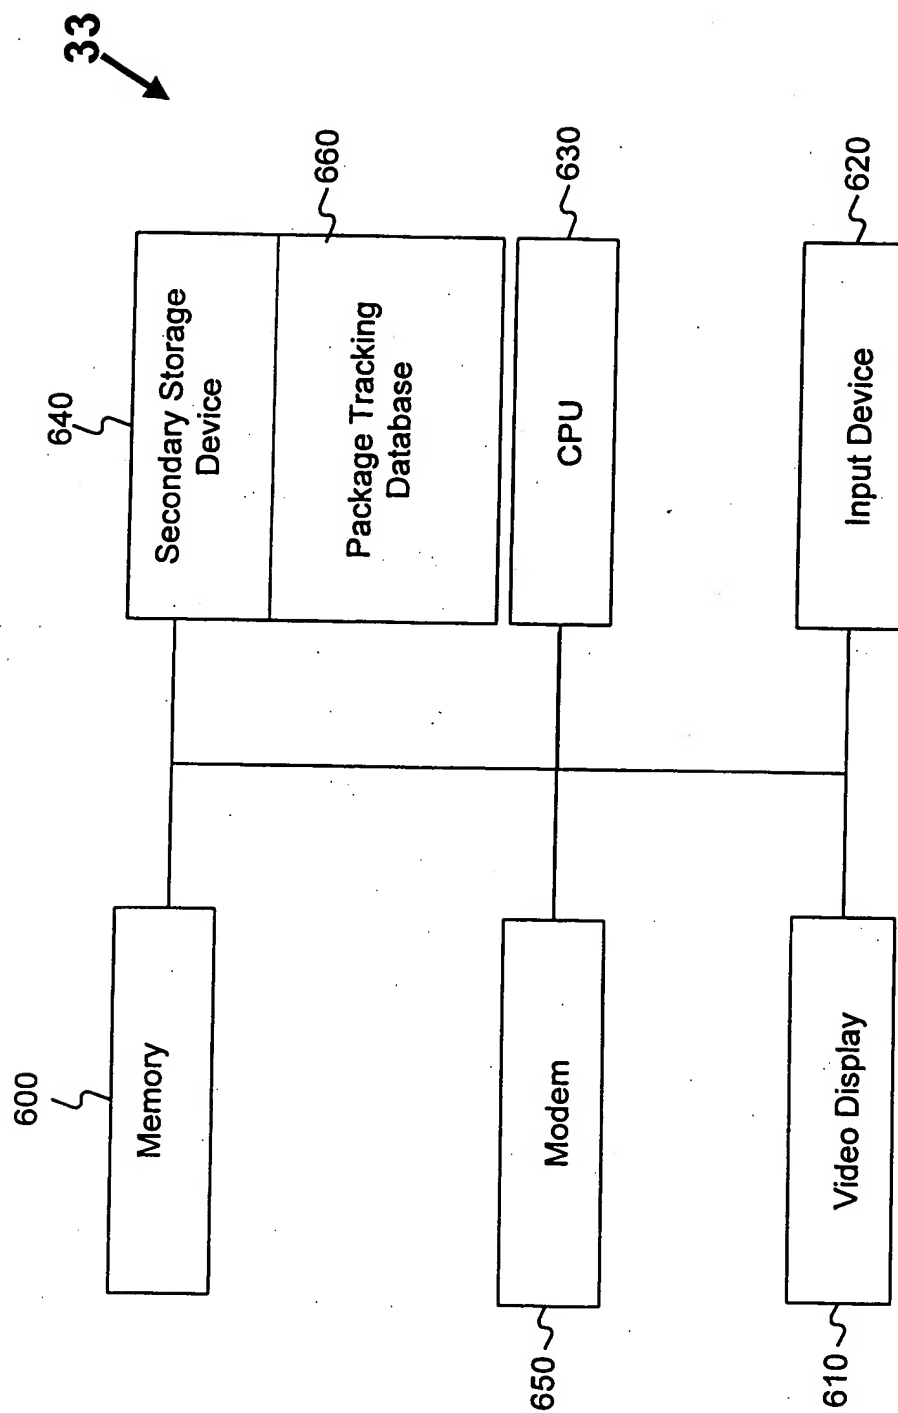 33
640
Secondary Storage
Device
660
Package Tracking
Database
600
Memory
630
CPU
650
Modem
620
Input Device
610
Video Display